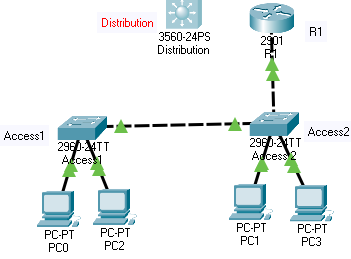 Distribution
3560-24PS
Distribution
2901
R1
R1
Access1
2960-24TT
Access1
2960-24TT
Access2
Access2
PC-PT
PC0
PC-PT
PC2
PC-PT
PC1
PC-PT
PC3